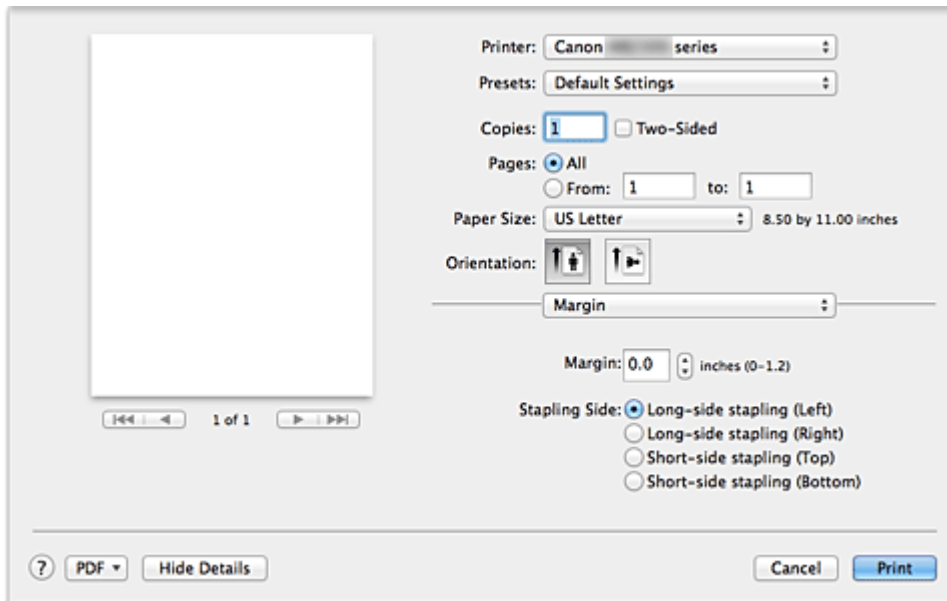 Printer: Canon series
Presets: Default Settings
Copies: 1 Two-Sided
Pages: All
From: 1 to: 1
Paper Size: US Letter 8.50 by 11.00 inches
Orientation:
Margin
Margin: 0.0 inches (0-1.2)
Stapling Side: Long-side stapling (Left)
1 of 1
Long-side stapling (Right)
Short-side stapling (Top)
Short-side stapling (Bottom)
? PDF Hide Details Cancel Print